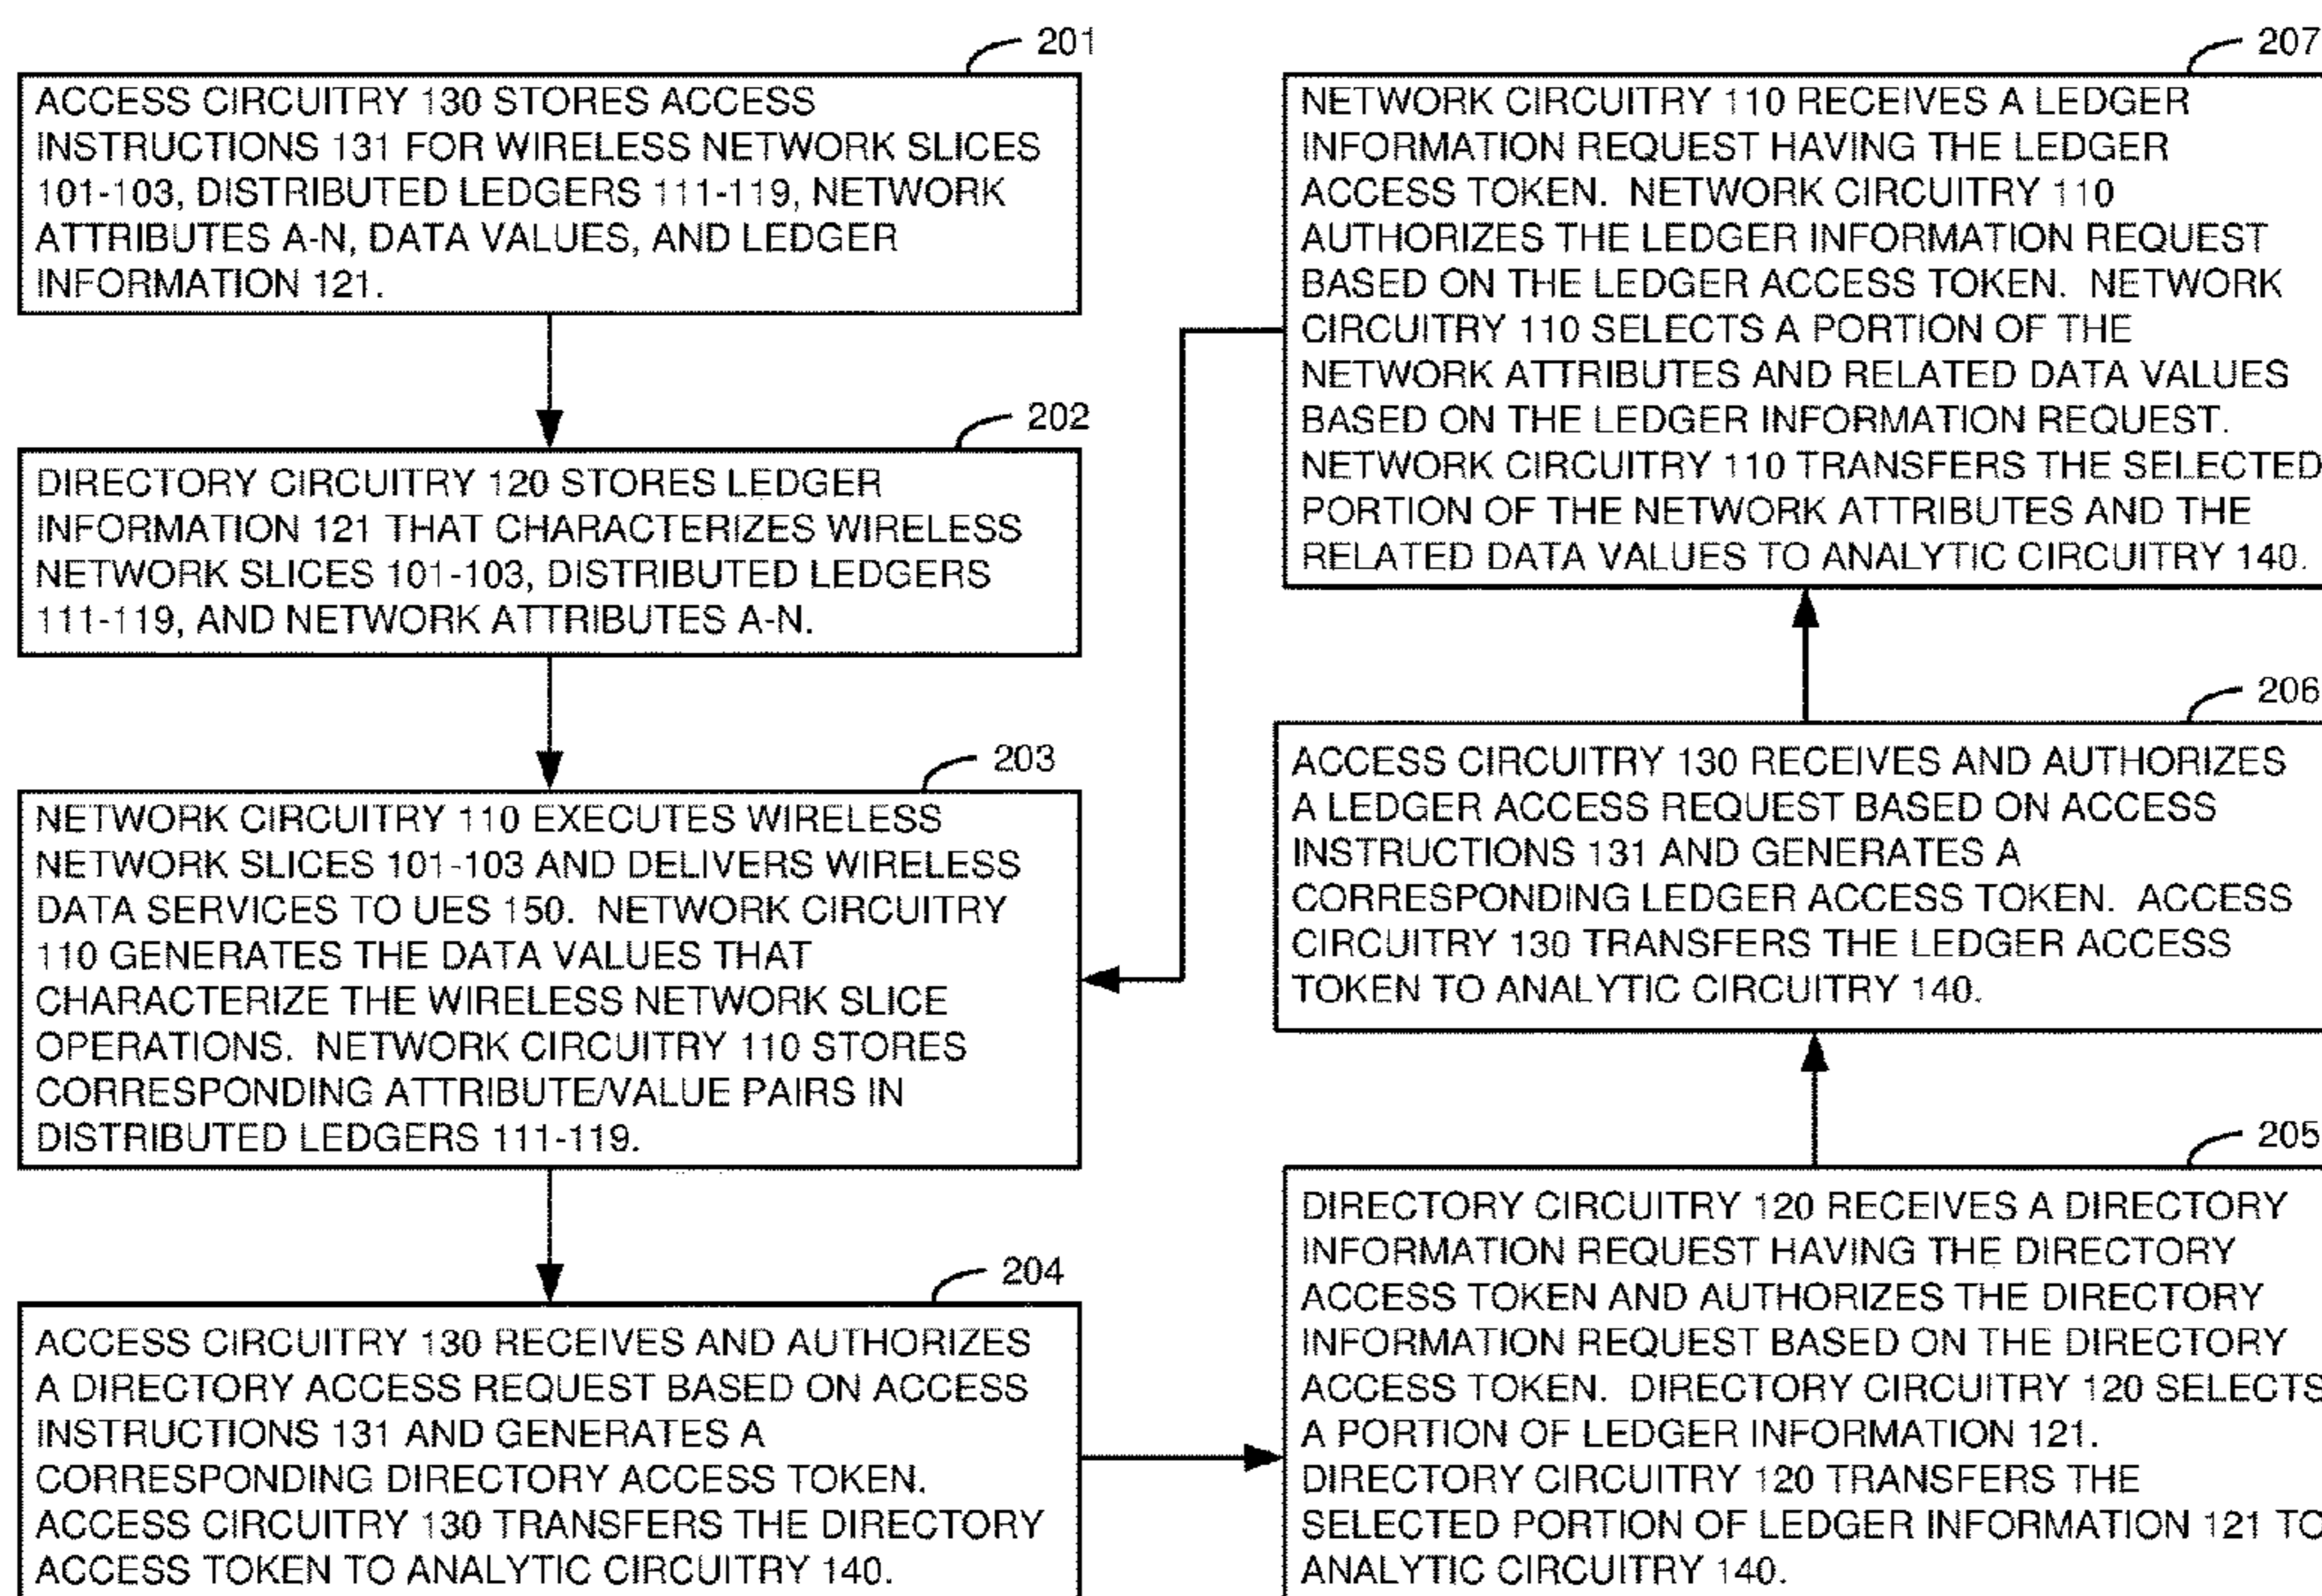 201
ACCESS CIRCUITRY 130 STORES ACCESS
INSTRUCTIONS 131 FOR WIRELESS NETWORK SLICES
101-103, DISTRIBUTED LEDGERS 111-119, NETWORK
ATTRIBUTES A-N, DATA VALUES, AND LEDGER
INFORMATION 121.
202
DIRECTORY CIRCUITRY 120 STORES LEDGER
INFORMATION 121 THAT CHARACTERIZES WIRELESS
NETWORK SLICES 101-103, DISTRIBUTED LEDGERS
111-119, AND NETWORK ATTRIBUTES A-N.
203
NETWORK CIRCUITRY 110 EXECUTES WIRELESS
NETWORK SLICES 101-103 AND DELIVERS WIRELESS
DATA SERVICES TO UES 150. NETWORK CIRCUITRY
110 GENERATES THE DATA VALUES THAT
CHARACTERIZE THE WIRELESS NETWORK SLICE
OPERATIONS. NETWORK CIRCUITRY 110 STORES
CORRESPONDING ATTRIBUTE/VALUE PAIRS IN
DISTRIBUTED LEDGERS 111-119.
204
ACCESS CIRCUITRY 130 RECEIVES AND AUTHORIZES
A DIRECTORY ACCESS REQUEST BASED ON ACCESS
INSTRUCTIONS 131 AND GENERATES A
CORRESPONDING DIRECTORY ACCESS TOKEN.
ACCESS CIRCUITRY 130 TRANSFERS THE DIRECTORY
ACCESS TOKEN TO ANALYTIC CIRCUITRY 140.
205
DIRECTORY CIRCUITRY 120 RECEIVES A DIRECTORY
INFORMATION REQUEST HAVING THE DIRECTORY
ACCESS TOKEN AND AUTHORIZES THE DIRECTORY
INFORMATION REQUEST BASED ON THE DIRECTORY
ACCESS TOKEN. DIRECTORY CIRCUITRY 120 SELECTS
A PORTION OF LEDGER INFORMATION 121.
DIRECTORY CIRCUITRY 120 TRANSFERS THE
SELECTED PORTION OF LEDGER INFORMATION 121 TO
ANALYTIC CIRCUITRY 140.
206
ACCESS CIRCUITRY 130 RECEIVES AND AUTHORIZES
A LEDGER ACCESS REQUEST BASED ON ACCESS
INSTRUCTIONS 131 AND GENERATES A
CORRESPONDING LEDGER ACCESS TOKEN. ACCESS
CIRCUITRY 130 TRANSFERS THE LEDGER ACCESS
TOKEN TO ANALYTIC CIRCUITRY 140.
207
NETWORK CIRCUITRY 110 RECEIVES A LEDGER
INFORMATION REQUEST HAVING THE LEDGER
ACCESS TOKEN. NETWORK CIRCUITRY 110
AUTHORIZES THE LEDGER INFORMATION REQUEST
BASED ON THE LEDGER ACCESS TOKEN. NETWORK
CIRCUITRY 110 SELECTS A PORTION OF THE
NETWORK ATTRIBUTES AND RELATED DATA VALUES
BASED ON THE LEDGER INFORMATION REQUEST.
NETWORK CIRCUITRY 110 TRANSFERS THE SELECTED
PORTION OF THE NETWORK ATTRIBUTES AND THE
RELATED DATA VALUES TO ANALYTIC CIRCUITRY 140.